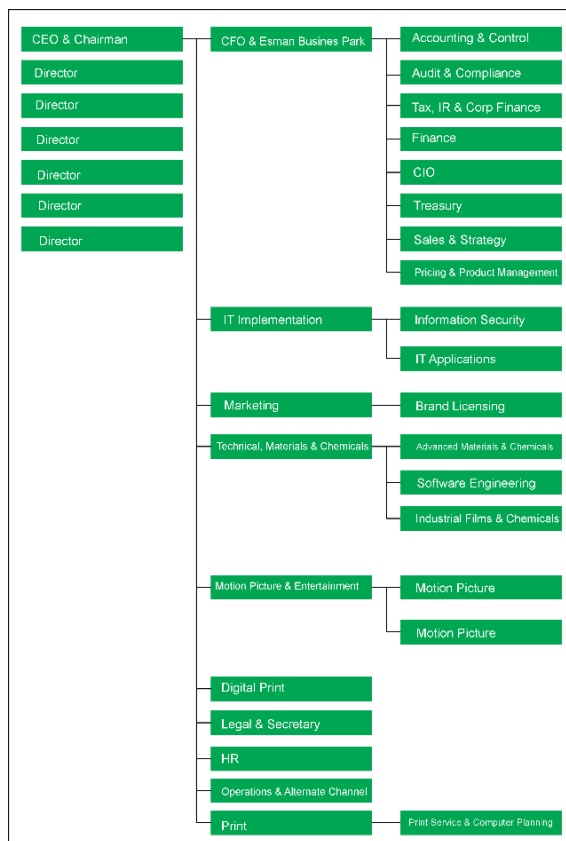 CEO & Chairman
Director
Director
Director
Director
Director
Director
CFO & Esman Busines Park
Accounting & Control
Audit & Compliance
Tax, IR & Corp Finance
Finance
CIO
Treasury
Sales & Strategy
Pricing & Product Management
IT Implementation
Information Security
IT Applications
Marketing
Brand Licensing
Technical, Materials & Chemicals
Advanced Materials & Chemicals
Software Engineering
Industrial Films & Chemicals
Motion Picture & Entertainment
Motion Picture
Motion Picture
Digital Print
Legal & Secretary
HR
Operations & Alternate Channel
Print
Print Service & Computer Planning